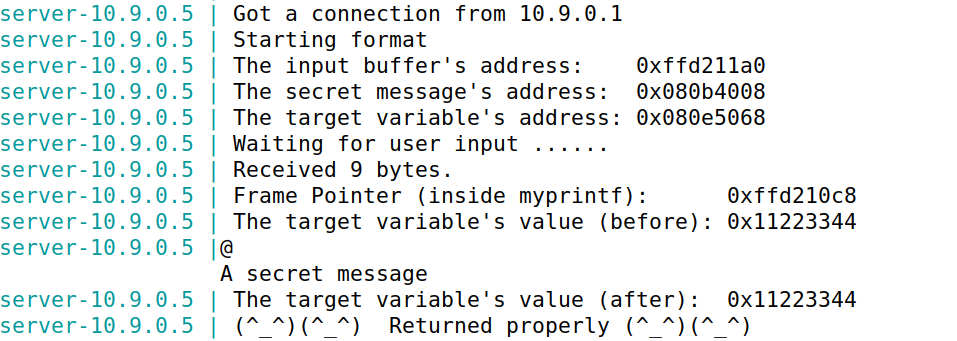 server-10.9.0.5 | Got a connection from 10.9.0.1
server-10.9.0.5 | Starting format
server-10.9.0.5 | The input buffer's address:    0xffd211a0
server-10.9.0.5 | The secret message's address:  0x080b4008
server-10.9.0.5 | The target variable's address: 0x080e5068
server-10.9.0.5 | Waiting for user input ......
server-10.9.0.5 | Received 9 bytes.
server-10.9.0.5 | Frame Pointer (inside myprintf):      0xffd210c8
server-10.9.0.5 | The target variable's value (before): 0x11223344
server-10.9.0.5 |@
A secret message
server-10.9.0.5 | The target variable's value (after):  0x11223344
server-10.9.0.5 | (^_^)(^_^)  Returned properly (^_^)(^_^)